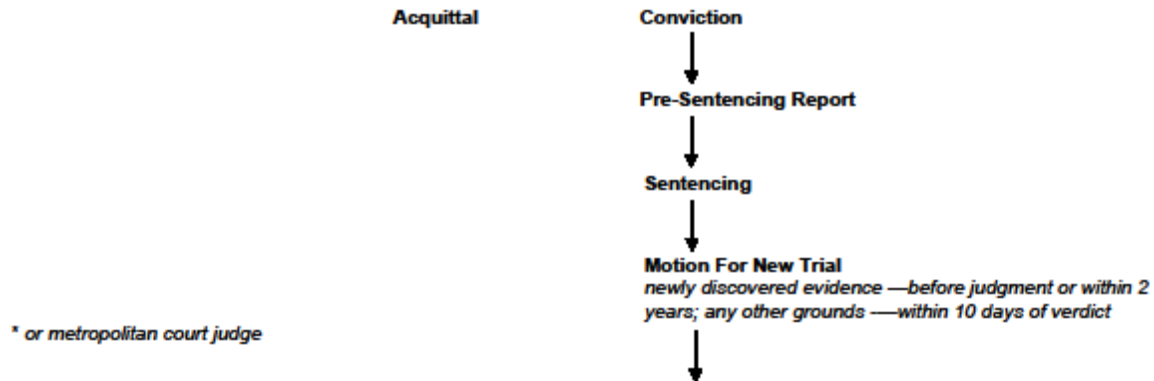 Acquittal Conviction
Pre-Sentencing Report
Sentencing
Motion For New Trial
newly discovered evidence ----before judgment or within 2
years; any other grounds ----within 10 days of verdict
* or metropolitan court judge